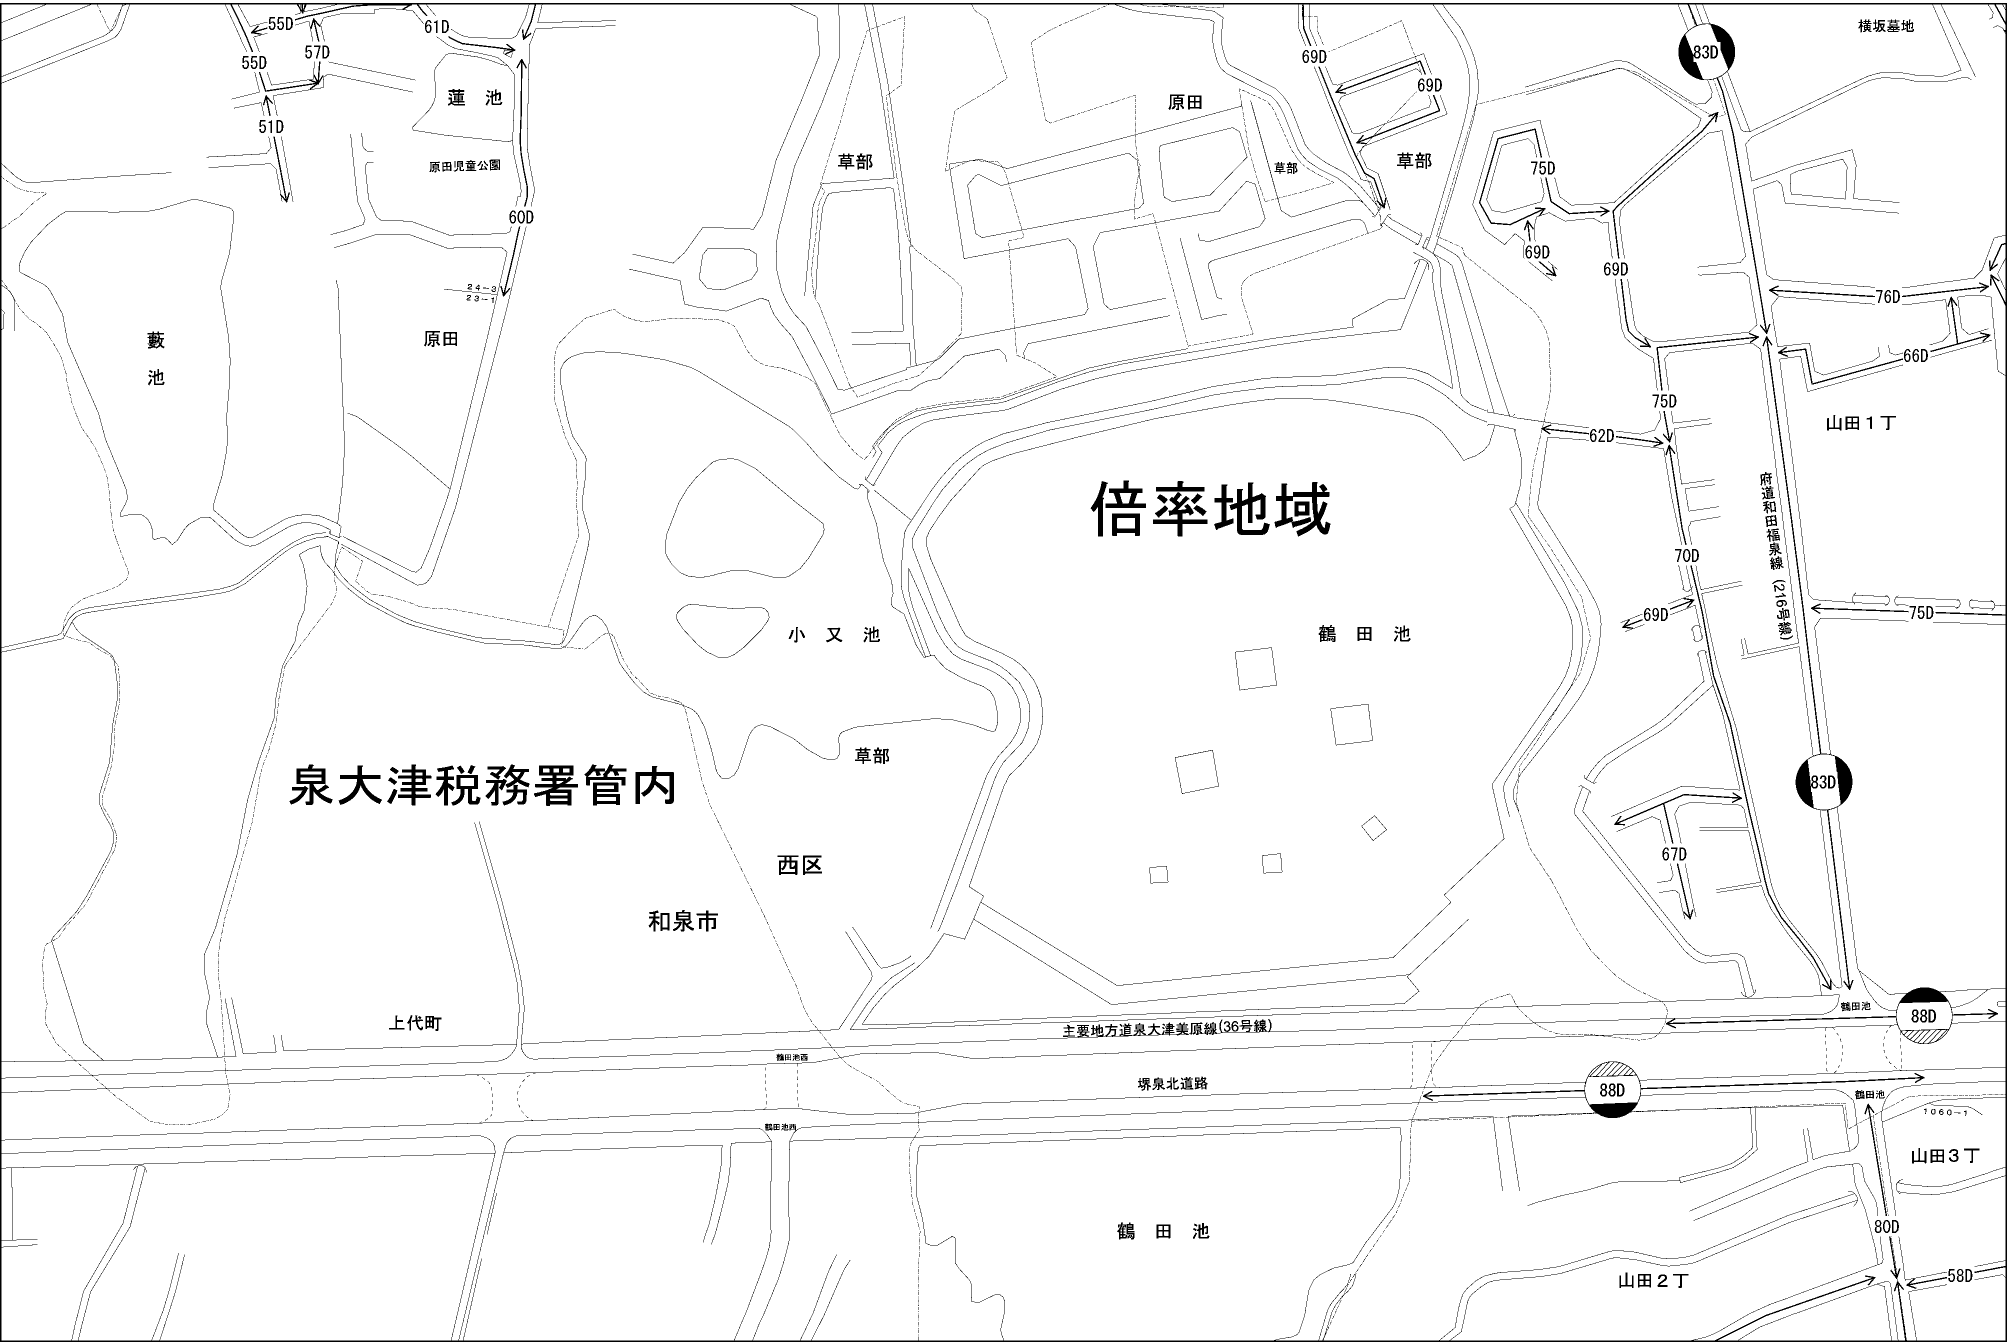 55D
61D
57D
55D
51D
蓮池
原田児童公園
60D
24-3
23-1
原田
藪池
草部
原田
草部
69D
69D
草部
83D
横坂墓地
75D
69D
69D
76D
66D
75D
62D
山田1丁
府道和田福泉線(216号線)
70D
69D
75D
倍率地域
鶴田池
小又池
草部
泉大津税務署管内
西区
和泉市
83D
67D
上代町
主要地方道泉大津美原線(36号線)
鶴田池
88D
鶴田池西
堺泉北道路
88D
鶴田池
1060-1
鶴田池西
山田3丁
鶴田池
80D
山田2丁
58D